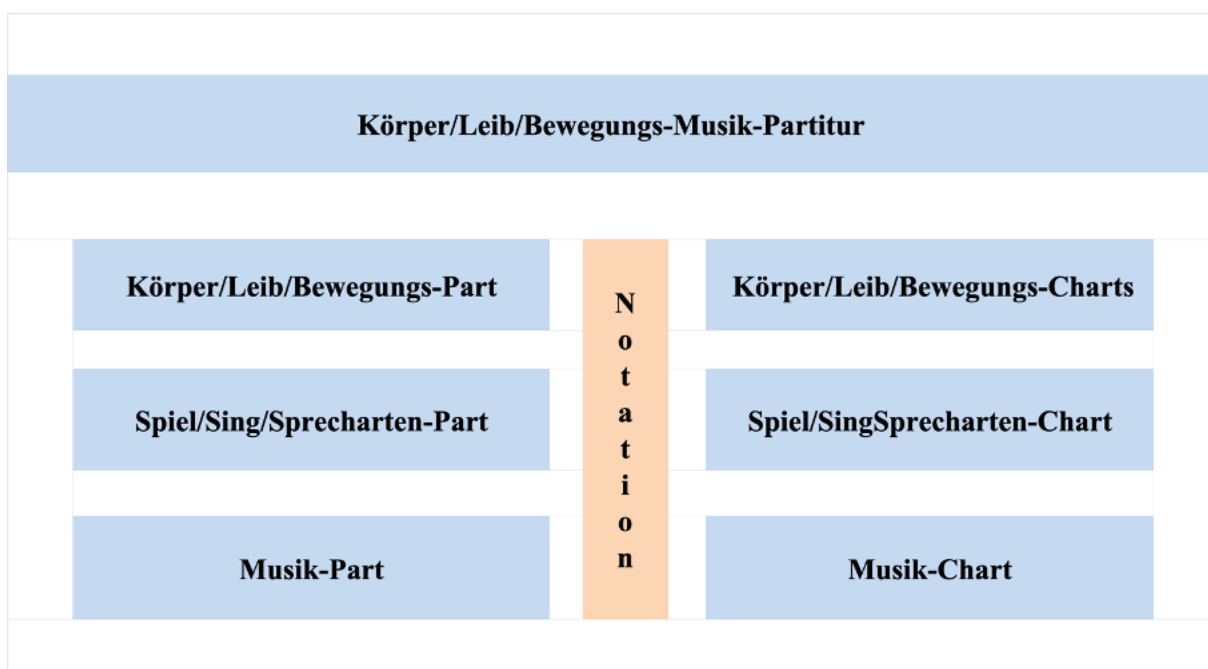 Körper/Leib/Bewegungs-Musik-Partitur
Körper/Leib/Bewegungs-Part
Notation
Körper/Leib/Bewegungs-Charts
Spiel/Sing/Sprecharten-Part
Spiel/SingSprecharten-Chart
Musik-Part
Musik-Chart